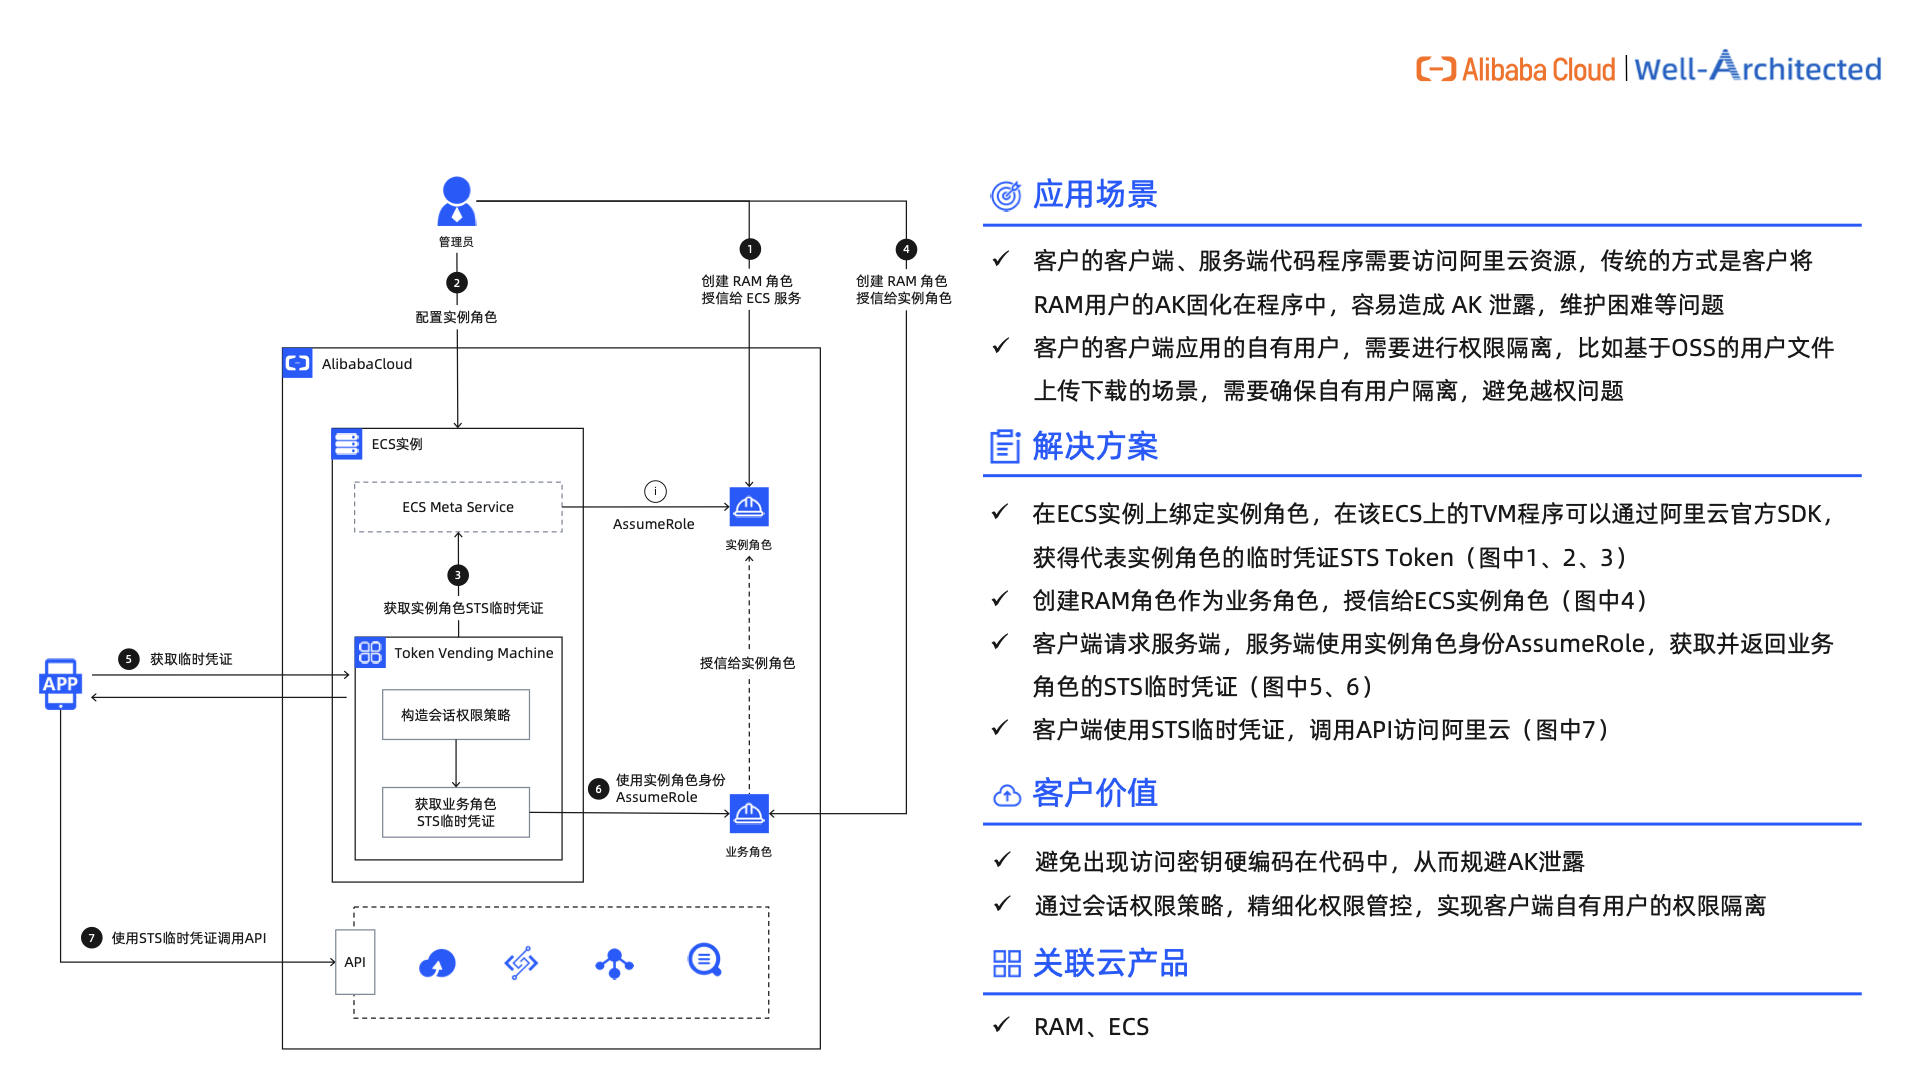 Alibaba Cloud | Well-Architected
管理员
1
创建 RAM 角色
授信给 ECS 服务
4
创建 RAM 角色
授信给实例角色
2
配置实例角色
AlibabaCloud
ECS实例
ECS Meta Service
i
AssumeRole
实例角色
3
获取实例角色STS临时凭证
Token Vending Machine
5 获取临时凭证
APP
授信给实例角色
构造会话权限策略
获取业务角色
STS临时凭证
6 使用实例角色身份
AssumeRole
业务角色
7 使用STS临时凭证调用API
API
应用场景
客户的客户端、服务端代码程序需要访问阿里云资源，传统的方式是客户将
RAM用户的AK固化在程序中，容易造成 AK 泄露，维护困难等问题
客户的客户端应用的自有用户，需要进行权限隔离，比如基于OSS的用户文件
上传下载的场景，需要确保自有用户隔离，避免越权问题
解决方案
在ECS实例上绑定实例角色，在该ECS上的TVM程序可以通过阿里云官方SDK，
获得代表实例角色的临时凭证STS Token（图中1、2、3）
创建RAM角色作为业务角色，授信给ECS实例角色（图中4）
客户端请求服务端，服务端使用实例角色身份AssumeRole，获取并返回业务
角色的STS临时凭证（图中5、6）
客户端使用STS临时凭证，调用API访问阿里云（图中7）
客户价值
避免出现访问密钥硬编码在代码中，从而规避AK泄露
通过会话权限策略，精细化权限管控，实现客户端自有用户的权限隔离
关联云产品
RAM、ECS